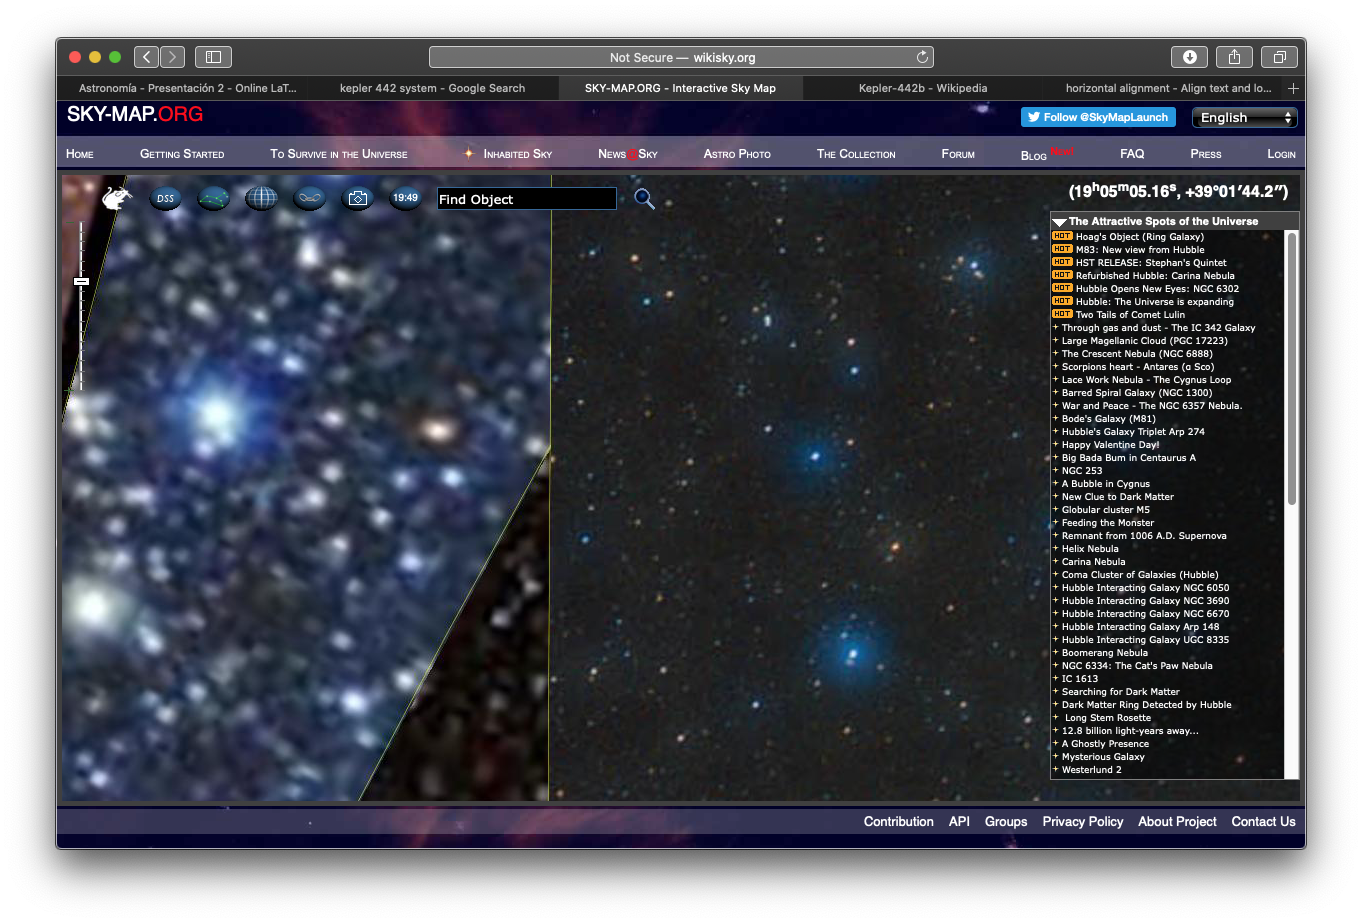 Not Secure — wikisky.org
Astronomía - Presentación 2 - Online LaT...
kepler 442 system - Google Search
SKY-MAP.ORG - Interactive Sky Map
Kepler-442b - Wikipedia
horizontal alignment - Align text and lo...
SKY-MAP.ORG
Follow @SkyMapLaunch
English
Home
Getting Started
To Survive in the Universe
Inhabited Sky
News@Sky
Astro Photo
The Collection
Forum
Blog New!
FAQ
Press
Login
DSS
19:49
Find Object
(19h05m05.16s, +39°01′44.2″)
The Attractive Spots of the Universe
HOT Hoag's Object (Ring Galaxy)
HOT M83: New view from Hubble
HOT HST RELEASE: Stephan's Quintet
HOT Refurbished Hubble: Carina Nebula
HOT Hubble Opens New Eyes: NGC 6302
HOT Hubble: The Universe is expanding
HOT Two Tails of Comet Lulin
+ Through gas and dust - The IC 342 Galaxy
+ Large Magellanic Cloud (PGC 17223)
+ The Crescent Nebula (NGC 6888)
+ Scorpions heart - Antares (α Sco)
+ Lace Work Nebula - The Cygnus Loop
+ Barred Spiral Galaxy (NGC 1300)
+ War and Peace - The NGC 6357 Nebula.
+ Bode's Galaxy (M81)
+ Hubble's Galaxy Triplet Arp 274
+ Happy Valentine Day!
+ Big Bada Bum in Centaurus A
+ NGC 253
+ A Bubble in Cygnus
+ New Clue to Dark Matter
+ Globular cluster M5
+ Feeding the Monster
+ Remnant from 1006 A.D. Supernova
+ Helix Nebula
+ Carina Nebula
+ Coma Cluster of Galaxies (Hubble)
+ Hubble Interacting Galaxy NGC 6050
+ Hubble Interacting Galaxy NGC 3690
+ Hubble Interacting Galaxy NGC 6670
+ Hubble Interacting Galaxy Arp 148
+ Hubble Interacting Galaxy UGC 8335
+ Boomerang Nebula
+ NGC 6334: The Cat's Paw Nebula
+ IC 1613
+ Searching for Dark Matter
+ Dark Matter Ring Detected by Hubble
+ Long Stem Rosette
+ 12.8 billion light-years away...
+ A Ghostly Presence
+ Mysterious Galaxy
+ Westerlund 2
Contribution
API
Groups
Privacy Policy
About Project
Contact Us